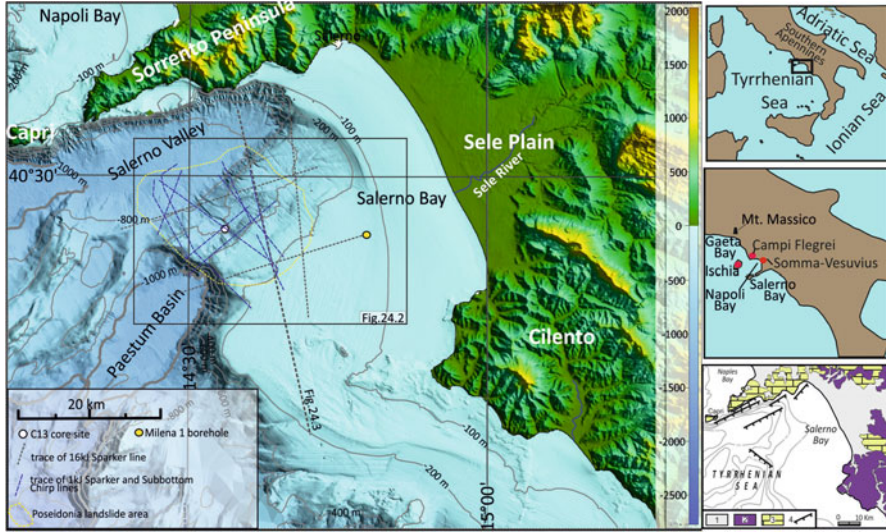 Napoli Bay
Sorrento Peninsula
Salerno
Capri
-100 m
-200 m
-100 m
-1000 m
Salerno Valley
40°30'
-800 m
Salerno Bay
Sele Plain
Sele River
-1000 m
Paestum Basin
14°30'
Fig.24.2
Cilento
Fig.24.3
-100 m
-200 m
-400 m
15°00'
20 km
C13 core site
Milena 1 borehole
trace of 16kJ Sparker line
trace of 1kJ Sparker and Subbottom
Chirp lines
Poseidonia landslide area
2000
1500
1000
500
0
-500
-1000
-1500
-2000
-2500
Adriatic Sea
Southern
Apennines
Tyrrhenian
Sea
Ionian Sea
Mt. Massico
Gaeta
Bay
Campi Flegrei
Somma-Vesuvius
Ischia
Salerno
Bay
Napoli
Bay
Naples
Bay
Capri
Salerno
Bay
TYRRHENIAN
SEA
1
2
3
4
0
10 Km